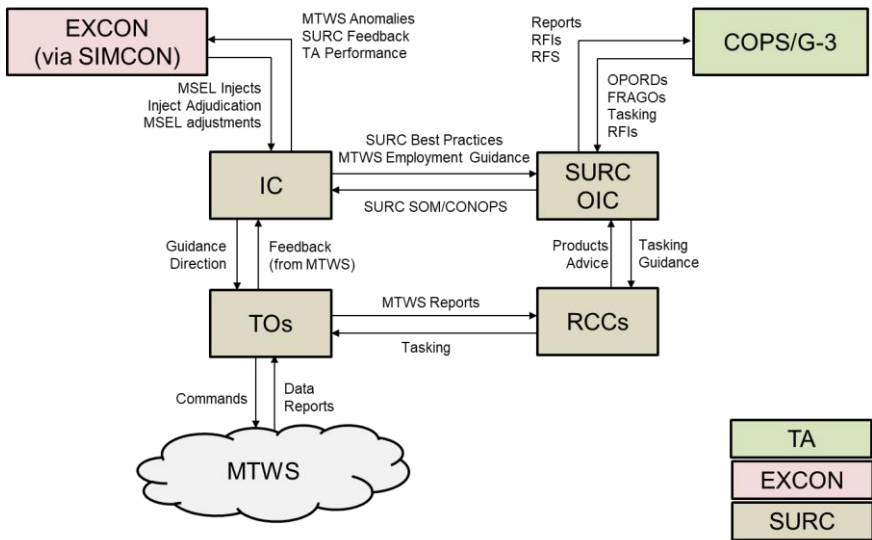 EXCON
(via SIMCON)
MTWS Anomalies
SURC Feedback
TA Performance
Reports
RFIs
RFS
COPS/G-3
MSEL Injects
Inject Adjudication
MSEL adjustments
OPORDs
FRAGOs
Tasking
RFIs
IC
SURC Best Practices
MTWS Employment Guidance
SURC SOM/CONOPS
SURC
OIC
Guidance
Direction
Feedback
(from MTWS)
Products
Advice
Tasking
Guidance
TOs
MTWS Reports
Tasking
RCCs
Commands
Data
Reports
MTWS
TA
EXCON
SURC